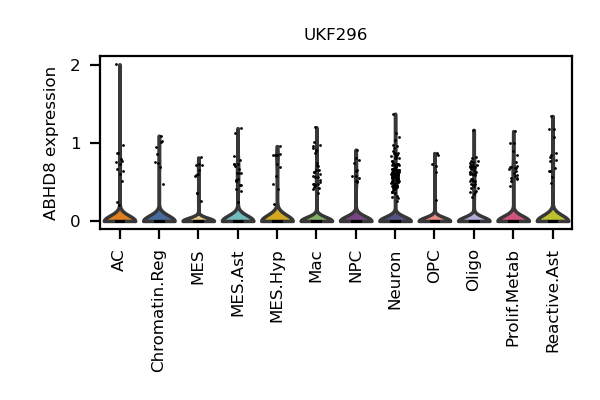 UKF296
ABHD8 expression
2
1
0
AC
Chromatin.Reg
MES
MES.Ast
MES.Hyp
Mac
NPC
Neuron
OPC
Oligo
Prolif.Metab
Reactive.Ast